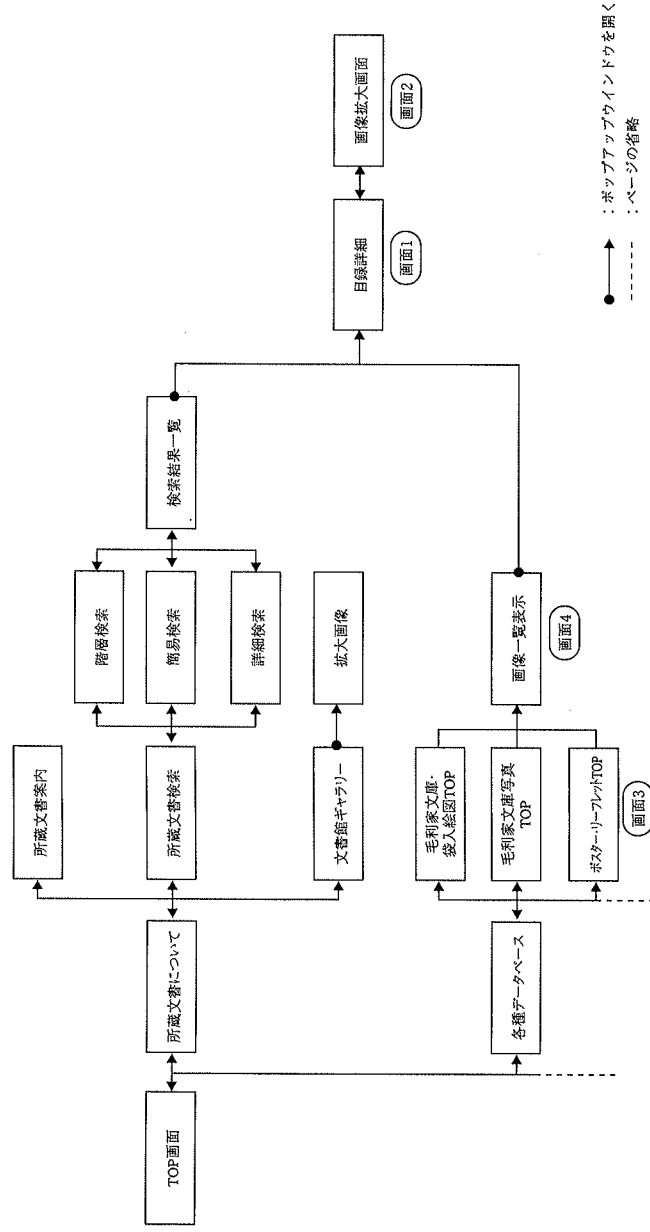 TOP画面
所蔵文書について
所蔵文書案内
所蔵文書検索
文書館ギャラリー
階層検索
簡易検索
詳細検索
拡大画像
検索結果一覧
各種データベース
毛利家文庫・
袋入絵図TOP
毛利家文庫写真
TOP
ポスター・リーフレットTOP
画面3
画像一覧表示
画面4
目録詳細
画面1
画像拡大画面
画面2
：ポップアップウインドウを開く
：ページの省略